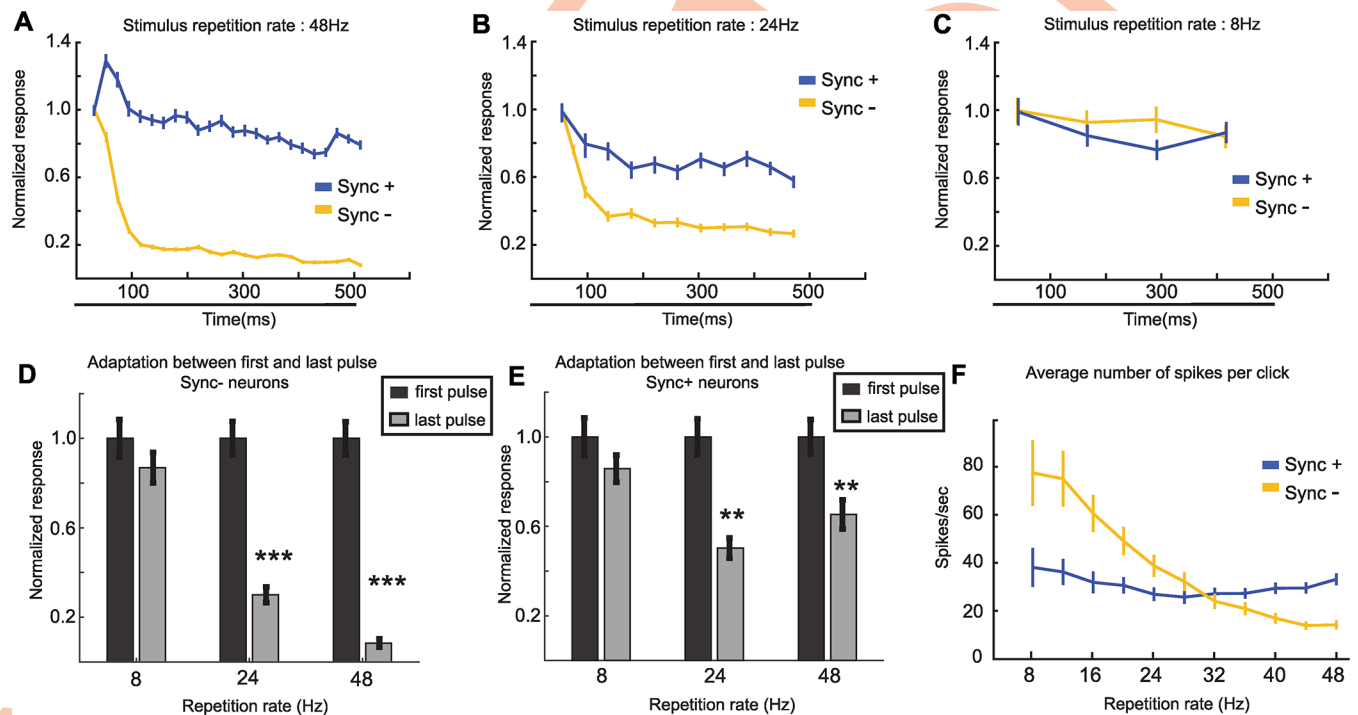 A
Stimulus repetition rate : 48Hz
Normalized response
1.4
1.0
0.6
0.2
Sync +
Sync -
100
300
500
Time(ms)
B
Stimulus repetition rate : 24Hz
Normalized response
1.4
1.0
0.6
0.2
Sync +
Sync -
100
300
500
Time(ms)
C
Stimulus repetition rate : 8Hz
Normalized response
1.4
1.0
0.6
0.2
Sync +
Sync -
100
300
500
Time(ms)
D
Adaptation between first and last pulse
Sync- neurons
first pulse
last pulse
Normalized response
1.0
0.6
0.2
***
***
8
24
48
Repetition rate (Hz)
E
Adaptation between first and last pulse
Sync+ neurons
first pulse
last pulse
Normalized response
1.0
0.6
0.2
**
**
8
24
48
Repetition rate (Hz)
F
Average number of spikes per click
Spikes/sec
80
60
40
20
0
Sync +
Sync -
8
16
24
32
40
48
Repetition rate (Hz)